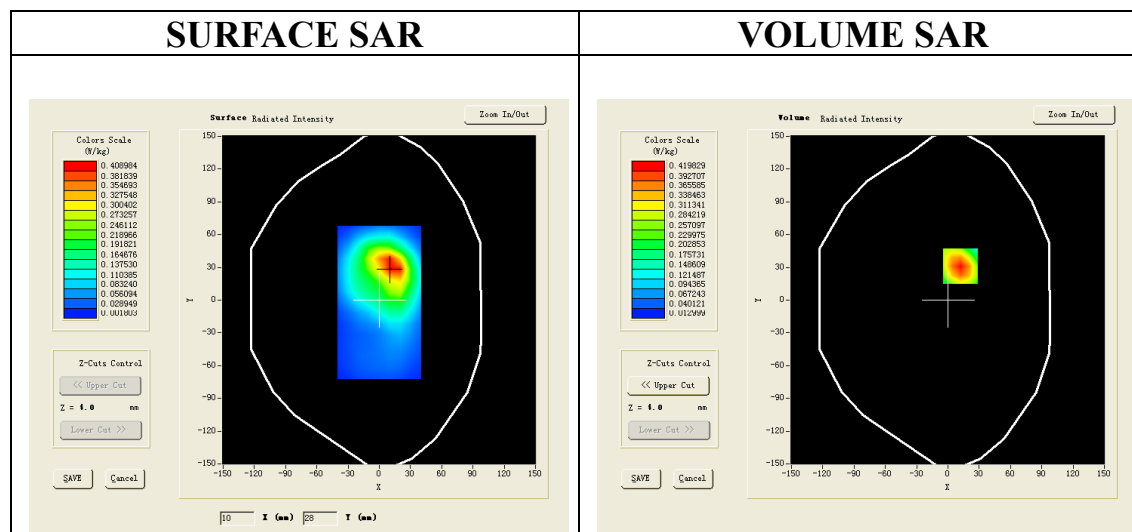 SURFACE SAR
VOLUME SAR
Surface Radiated Intensity
Zoom In/Out
Colors Scale
(W/kg)
0.408984
0.381839
0.354693
0.327548
0.300402
0.273257
0.246112
0.218966
0.191821
0.164676
0.137530
0.110385
0.083240
0.056094
0.028949
0.001803
150
120
90
60
30
0
-30
-60
-90
-120
-150
Y
-150 -120 -90 -60 -30 0 30 60 90 120 150
X
Z-Cuts Control
<< Upper Cut
Z = 4.0 mm
Lower Cut >>
SAVE Cancel
10 X (mm) 28 Y (mm)
Volume Radiated Intensity
Zoom In/Out
Colors Scale
(W/kg)
0.419829
0.392707
0.365585
0.338463
0.311341
0.284219
0.257097
0.229975
0.202853
0.175731
0.148609
0.121487
0.094365
0.067243
0.040121
0.012999
150
120
90
60
30
0
-30
-60
-90
-120
-150
Y
-150 -120 -90 -60 -30 0 30 60 90 120 150
X
Z-Cuts Control
<< Upper Cut
Z = 4.0 mm
Lower Cut >>
SAVE Cancel